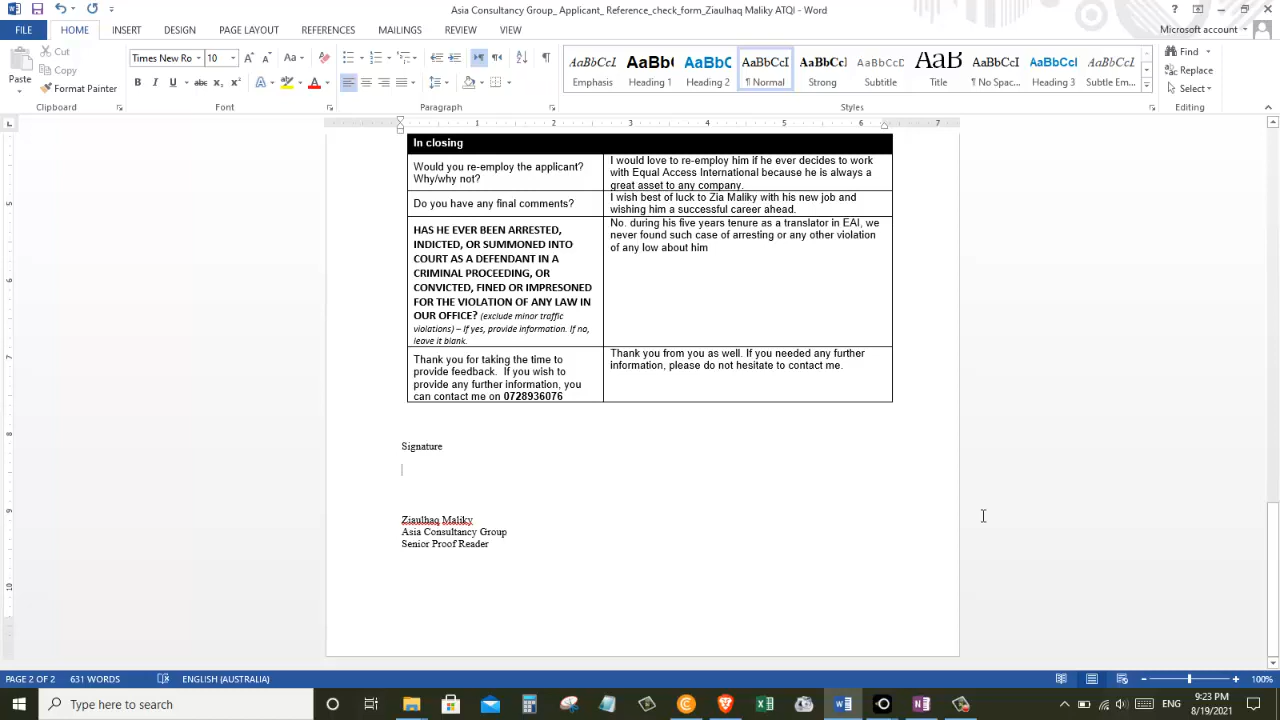 Asia Consultancy Group_ Applicant_ Reference_check_form_Ziaulhaq Maliky ATQI - Word
FILE HOME INSERT DESIGN PAGE LAYOUT REFERENCES MAILINGS REVIEW VIEW Microsoft account
Paste
Cut
Copy
Format Painter
Clipboard
Times New Ro 10
Font
Paragraph
AaBbCcI AaBb( AaBbC AaBbCcI AaBbCcI AaBbCcD AaB AaBbCcI AaBbCcI AaBbCcI
Emphasis Heading 1 Heading 2 ¶ Normal Strong Subtitle Title ¶ No Spac... Heading 3 Subtle Em...
Styles
Find
Replace
Select
Editing
1 2 3 4 5 6 7
In closing
Would you re-employ the applicant?
Why/why not?
I would love to re-employ him if he ever decides to work
with Equal Access International because he is always a
great asset to any company.
Do you have any final comments?
I wish best of luck to Zia Maliky with his new job and
wishing him a successful career ahead.
HAS HE EVER BEEN ARRESTED,
INDICTED, OR SUMMONED INTO
COURT AS A DEFENDANT IN A
CRIMINAL PROCEEDING, OR
CONVICTED, FINED OR IMPRESONED
FOR THE VIOLATION OF ANY LAW IN
OUR OFFICE? (exclude minor traffic
violations) – If yes, provide information. If no,
leave it blank.
No. during his five years tenure as a translator in EAI, we
never found such case of arresting or any other violation
of any low about him
Thank you for taking the time to
provide feedback. If you wish to
provide any further information, you
can contact me on 0728936076
Thank you from you as well. If you needed any further
information, please do not hesitate to contact me.
Signature
Ziaulhaq Maliky
Asia Consultancy Group
Senior Proof Reader
5
6
7
8
9
10
PAGE 2 OF 2 631 WORDS ENGLISH (AUSTRALIA) 100%
Type here to search
ENG
9:23 PM
8/19/2021